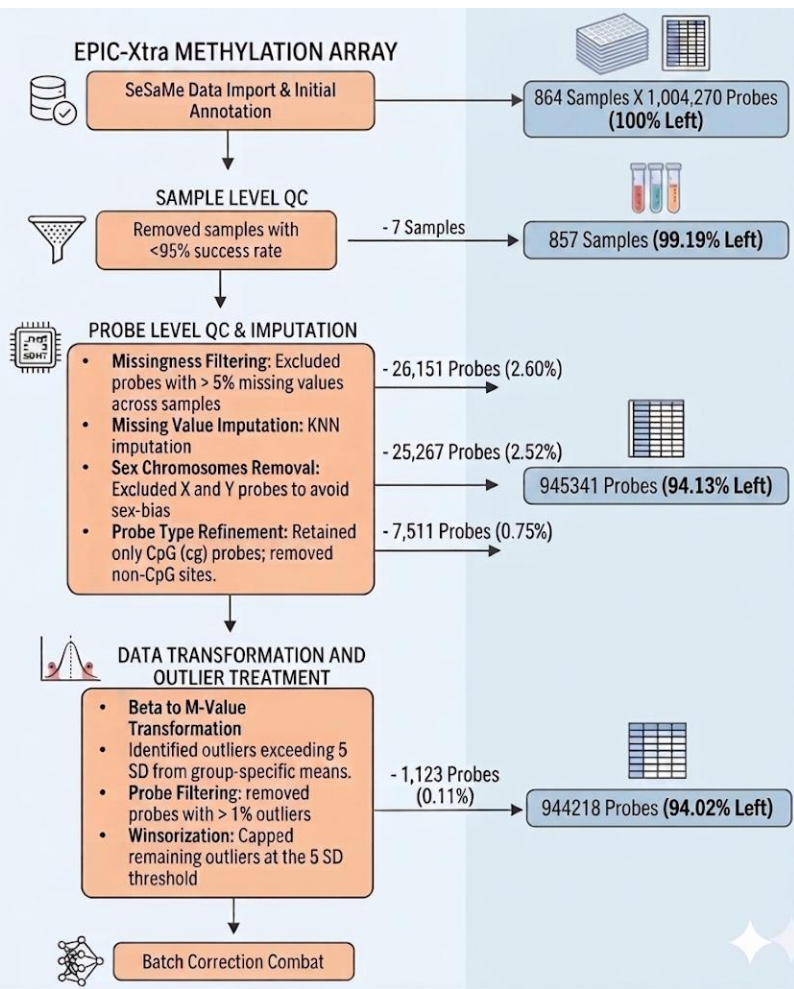 EPIC-Xtra METHYLATION ARRAY
SeSaMe Data Import & Initial
Annotation
864 Samples X 1,004,270 Probes
(100% Left)
SAMPLE LEVEL QC
Removed samples with
<95% success rate
- 7 Samples
857 Samples (99.19% Left)
PROBE LEVEL QC & IMPUTATION
• Missingness Filtering: Excluded
probes with > 5% missing values
across samples
• Missing Value Imputation: KNN
imputation
• Sex Chromosomes Removal:
Excluded X and Y probes to avoid
sex-bias
• Probe Type Refinement: Retained
only CpG (cg) probes; removed
non-CpG sites.
- 26,151 Probes (2.60%)
- 25,267 Probes (2.52%)
- 7,511 Probes (0.75%)
945341 Probes (94.13% Left)
DATA TRANSFORMATION AND
OUTLIER TREATMENT
• Beta to M-Value
Transformation
• Identified outliers exceeding 5
SD from group-specific means.
• Probe Filtering: removed
probes with > 1% outliers
• Winsorization: Capped
remaining outliers at the 5 SD
threshold
- 1,123 Probes
(0.11%)
944218 Probes (94.02% Left)
Batch Correction Combat